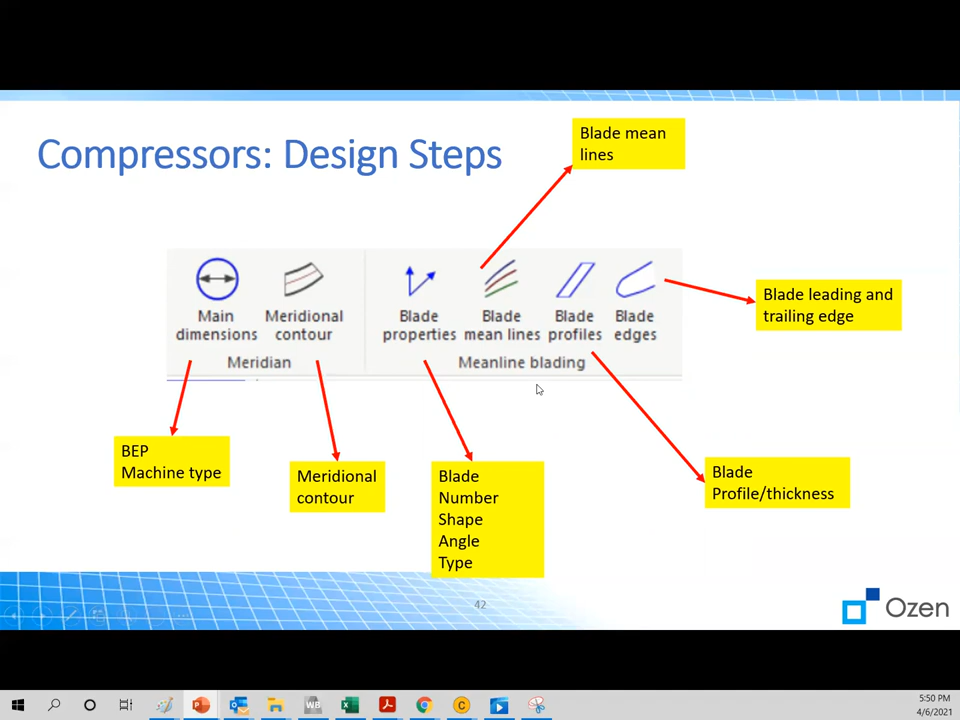 Compressors: Design Steps
Blade mean
lines
Main
dimensions
Meridional
contour
Meridian
Blade
properties
Blade
mean lines
Blade
profiles
Blade
edges
Meanline blading
Blade leading and
trailing edge
BEP
Machine type
Meridional
contour
Blade
Number
Shape
Angle
Type
Blade
Profile/thickness
42
Ozen
WB
C
5:50 PM
4/6/2021